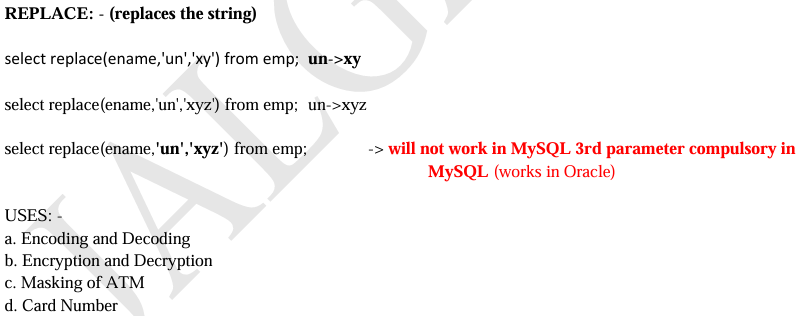 REPLACE: - (replaces the string)
select replace(ename,'un','xy') from emp; un->xy
select replace(ename,'un','xyz') from emp; un->xyz
select replace(ename,'un','xyz') from emp; -> will not work in MySQL 3rd parameter compulsory in
MySQL (works in Oracle)
USES: -
a. Encoding and Decoding
b. Encryption and Decryption
c. Masking of ATM
d. Card Number